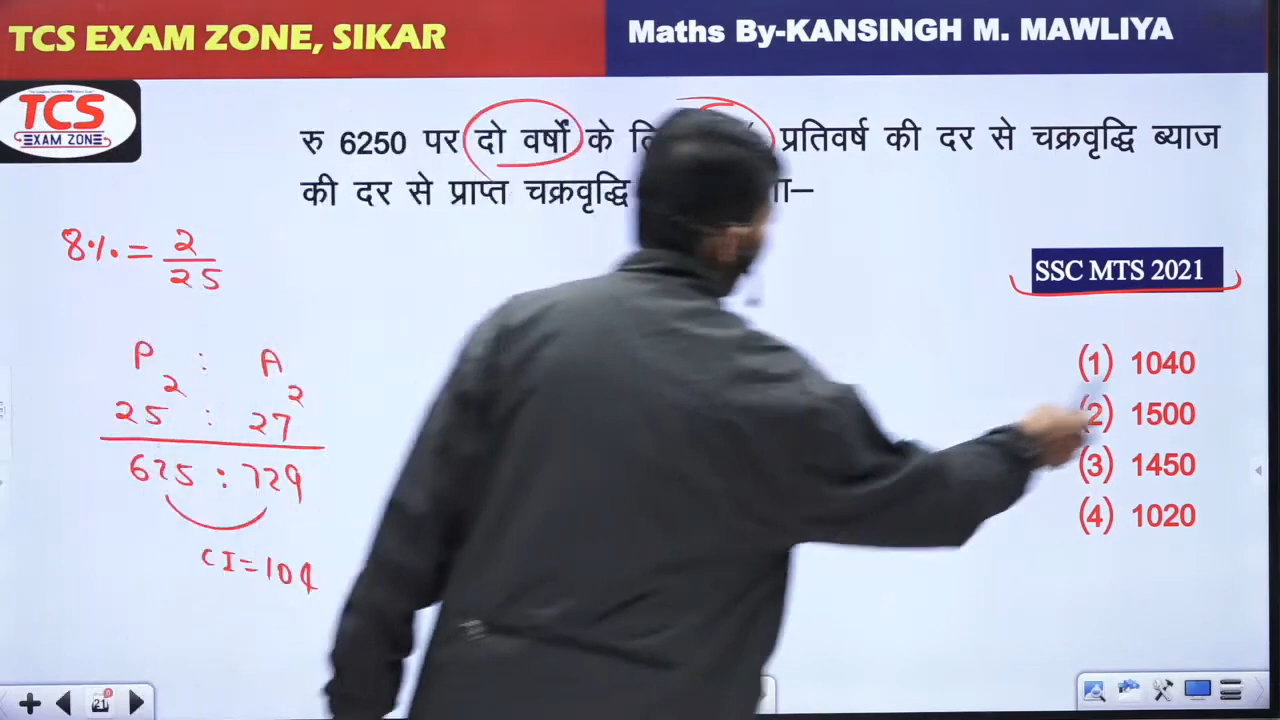 TCS EXAM ZONE, SIKAR
Maths By-KANSINGH M. MAWLIYA
TCS
EXAM ZONE
रु 6250 पर दो वर्षों के प्रतिवर्ष की दर से चक्रवृद्धि ब्याज
की दर से प्राप्त चक्रवृद्धि
SSC MTS 2021
8% = 2/25
P : A
25² : 27²
625 : 729
CI = 104
(1) 1040
(2) 1500
(3) 1450
(4) 1020
21